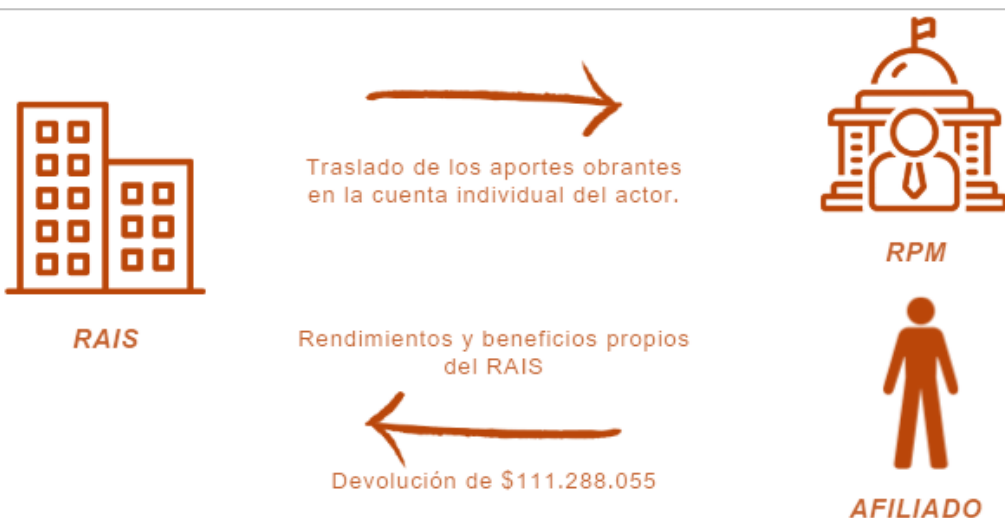 Traslado de los aportes obrantes
en la cuenta individual del actor.
RPM
RAIS
Rendimientos y beneficios propios
del RAIS
Devolución de $111.288.055
AFILIADO